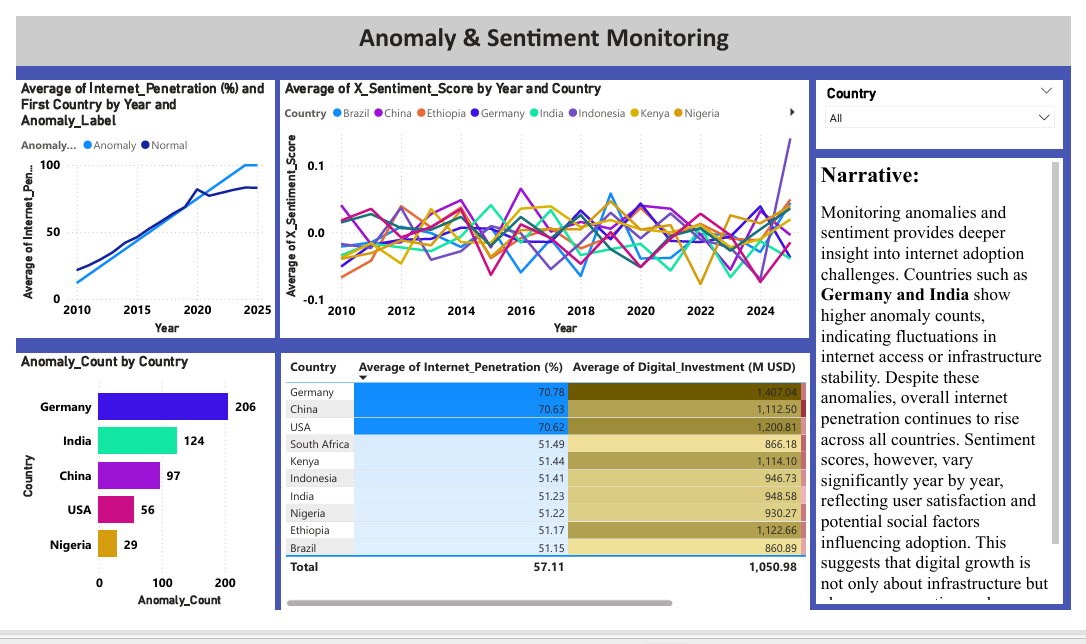 Anomaly & Sentiment Monitoring
Average of Internet_Penetration (%) and
First Country by Year and
Anomaly_Label
Anomaly... Anomaly Normal
Average of Internet_Pen...
100
50
0
2010 2015 2020 2025
Year
Average of X_Sentiment_Score by Year and Country
Country Brazil China Ethiopia Germany India Indonesia Kenya Nigeria
Average of X_Sentiment_Score
0.1
0.0
-0.1
2010 2012 2014 2016 2018 2020 2022 2024
Year
Country
All
Anomaly_Count by Country
Country
Germany 206
India 124
China 97
USA 56
Nigeria 29
0 100 200
Anomaly_Count
Country Average of Internet_Penetration (%) Average of Digital_Investment (M USD)
Germany 70.78 1,407.04
China 70.63 1,112.50
USA 70.62 1,200.81
South Africa 51.49 866.18
Kenya 51.44 1,114.10
Indonesia 51.41 946.73
India 51.23 948.58
Nigeria 51.22 930.27
Ethiopia 51.17 1,122.66
Brazil 51.15 860.89
Total 57.11 1,050.98
Narrative:
Monitoring anomalies and
sentiment provides deeper
insight into internet adoption
challenges. Countries such as
Germany and India show
higher anomaly counts,
indicating fluctuations in
internet access or infrastructure
stability. Despite these
anomalies, overall internet
penetration continues to rise
across all countries. Sentiment
scores, however, vary
significantly year by year,
reflecting user satisfaction and
potential social factors
influencing adoption. This
suggests that digital growth is
not only about infrastructure but